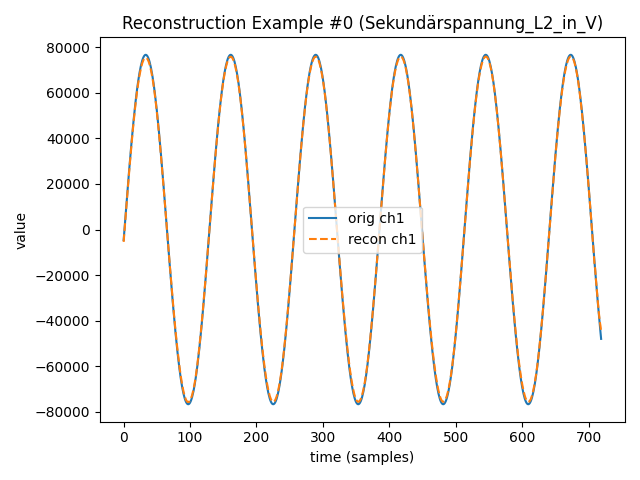 Reconstruction Example #0 (Sekundärspannung_L2_in_V)
80000
60000
40000
20000
0
−20000
−40000
−60000
−80000
value
orig ch1
recon ch1
0 100 200 300 400 500 600 700
time (samples)